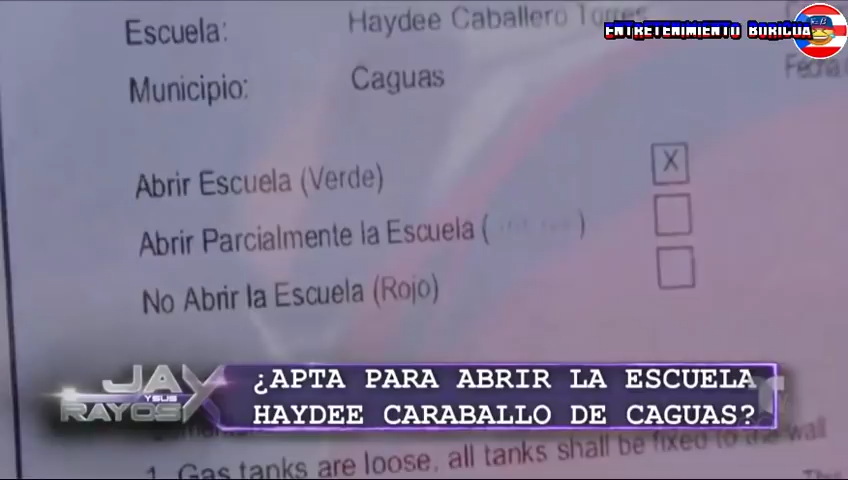 Escuela: Haydee Caballero Torres
ENTRETENIMIENTO BORICUA
Municipio: Caguas
Fecha
Abrir Escuela (Verde) X
Abrir Parcialmente la Escuela ( )
No Abrir la Escuela (Rojo)
JAY
Y SUS
RAYOS X
¿APTA PARA ABRIR LA ESCUELA
HAYDEE CARABALLO DE CAGUAS?
1. Gas tanks are loose, all tanks shall be fixed to the wall
This